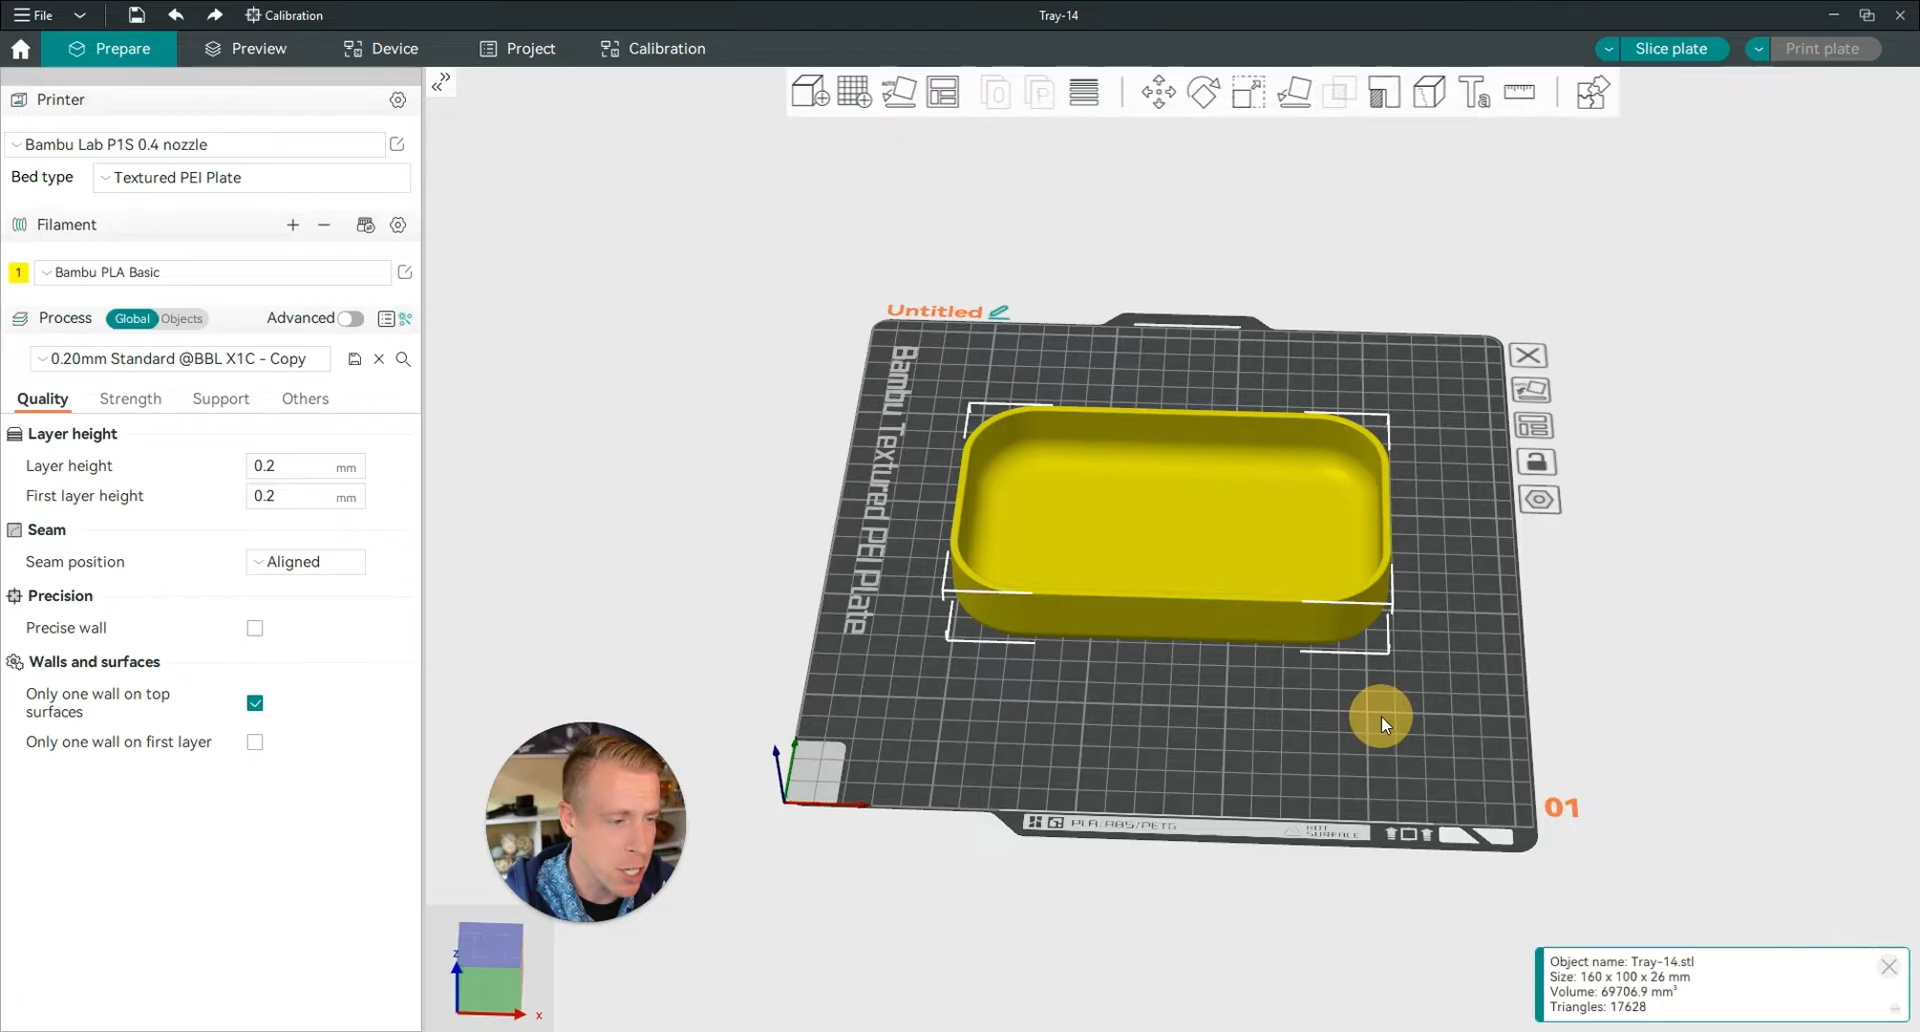 File
Calibration
Tray-14
Prepare
Preview
Device
Project
Calibration
Slice plate
Print plate
Printer
Bambu Lab P1S 0.4 nozzle
Bed type
Textured PEI Plate
Filament
1
Bambu PLA Basic
Process
Global
Objects
Advanced
0.20mm Standard @BBL X1C - Copy
Quality
Strength
Support
Others
Layer height
Layer height
0.2 mm
First layer height
0.2 mm
Seam
Seam position
Aligned
Precision
Precise wall
Walls and surfaces
Only one wall on top
surfaces
Only one wall on first layer
Untitled
Bambu Textured PEI Plate
01
PLA/ABS/PETG
HOT
SURFACE
z
x
Object name: Tray-14.stl
Size: 160 x 100 x 26 mm
Volume: 69706.9 mm³
Triangles: 17628